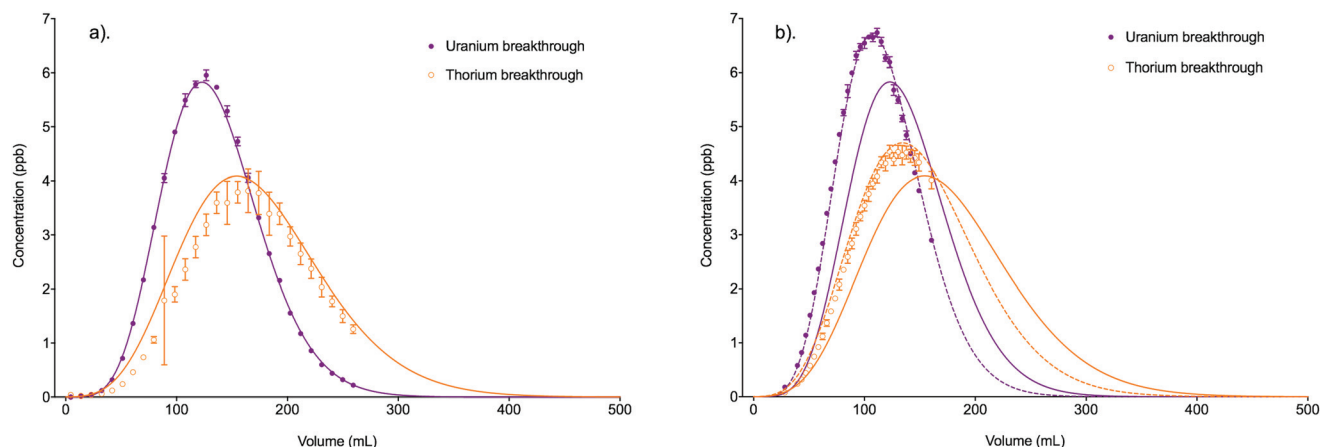 a).
Uranium breakthrough
Thorium breakthrough
Concentration (ppb)
7
6
5
4
3
2
1
0
0 100 200 300 400 500
Volume (mL)
b).
Uranium breakthrough
Thorium breakthrough
Concentration (ppb)
7
6
5
4
3
2
1
0
0 100 200 300 400 500
Volume (mL)